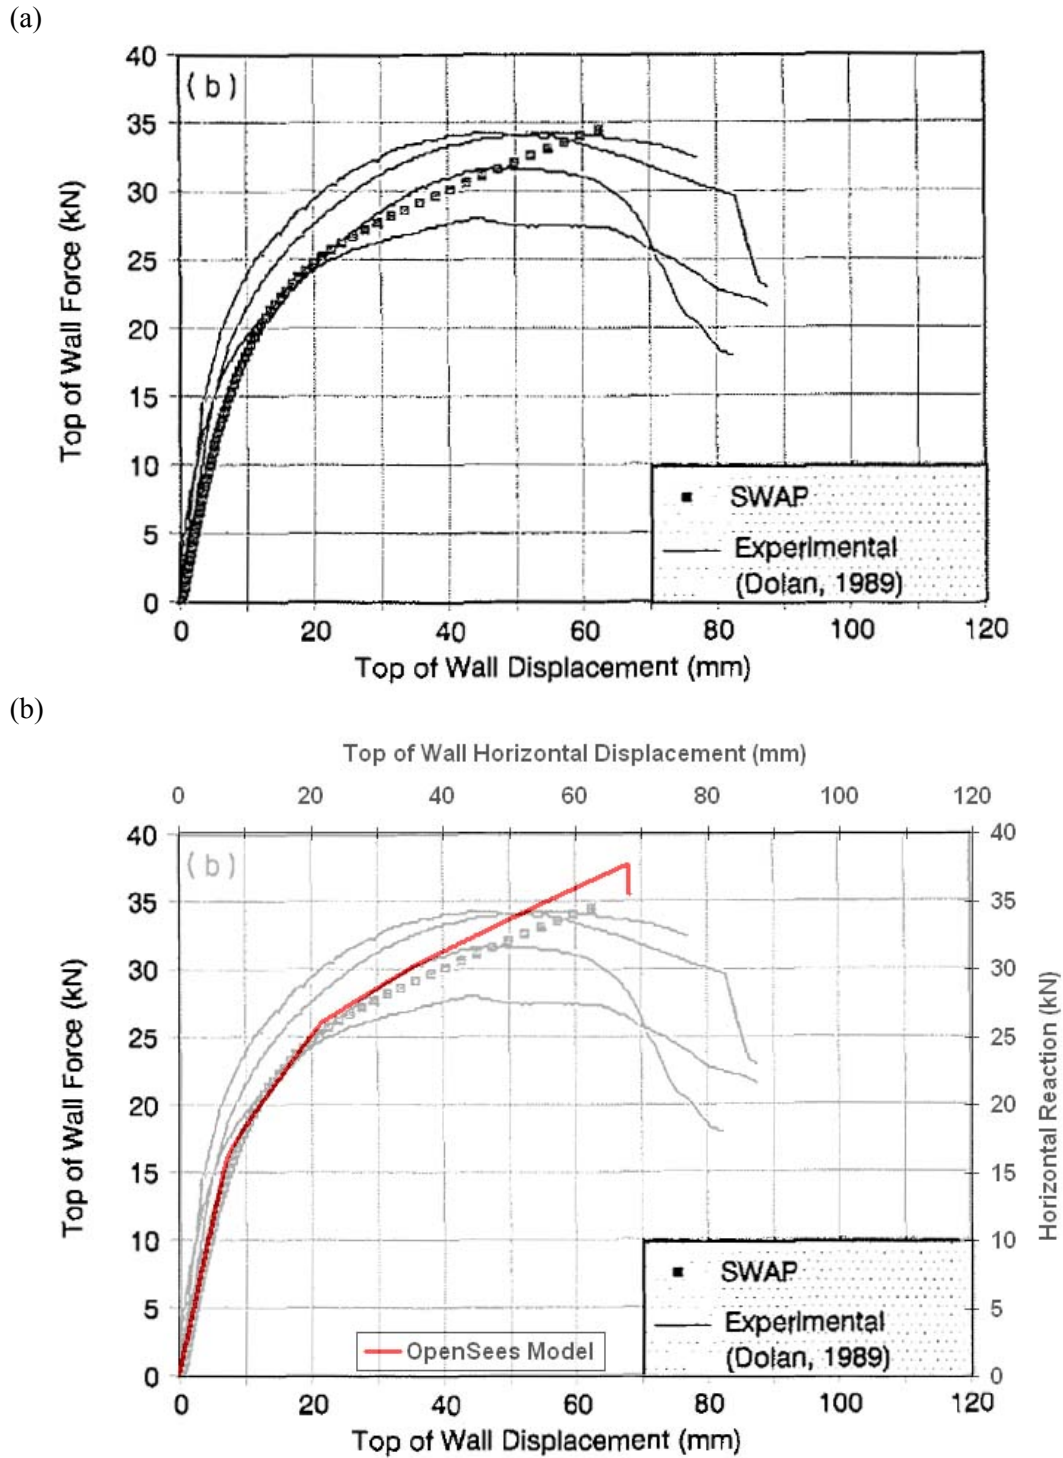 (a)
40
(b)
35
30
25
20
15
10
5
0
Top of Wall Force (kN)
SWAP
Experimental
(Dolan, 1989)
0 20 40 60 80 100 120
Top of Wall Displacement (mm)
(b)
Top of Wall Horizontal Displacement (mm)
0 20 40 60 80 100 120
40 40
(b)
35 35
30 30
25 25
20 20
15 15
10 10
5 5
0 0
Top of Wall Force (kN)
Horizontal Reaction (kN)
SWAP
Experimental
(Dolan, 1989)
OpenSees Model
0 20 40 60 80 100 120
Top of Wall Displacement (mm)